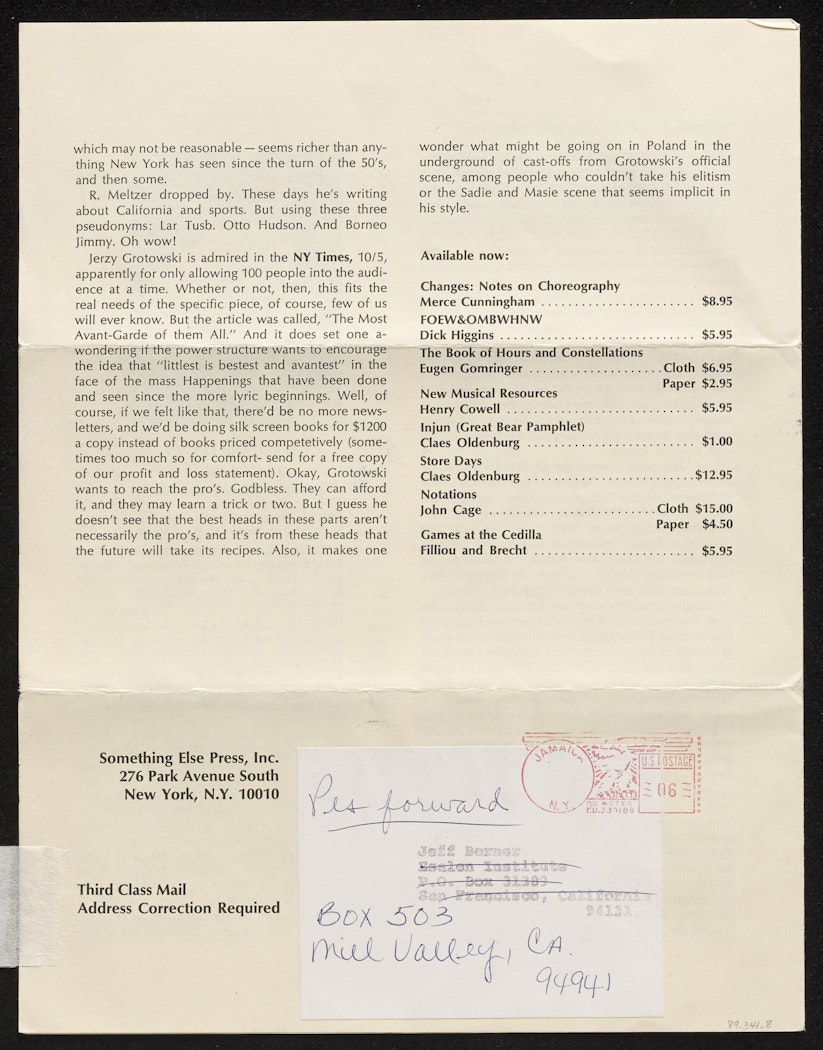 which may not be reasonable — seems richer than any-
thing New York has seen since the turn of the 50's,
and then some.
R. Meltzer dropped by. These days he's writing
about California and sports. But using these three
pseudonyms: Lar Tusb. Otto Hudson. And Borneo
Jimmy. Oh wow!
Jerzy Grotowski is admired in the NY Times, 10/5,
apparently for only allowing 100 people into the audi-
ence at a time. Whether or not, then, this fits the
real needs of the specific piece, of course, few of us
will ever know. But the article was called, "The Most
Avant-Garde of them All." And it does set one a-
wondering if the power structure wants to encourage
the idea that "littlest is bestest and avantest" in the
face of the mass Happenings that have been done
and seen since the more lyric beginnings. Well, of
course, if we felt like that, there'd be no more news-
letters, and we'd be doing silk screen books for $1200
a copy instead of books priced competetively (some-
times too much so for comfort- send for a free copy
of our profit and loss statement). Okay, Grotowski
wants to reach the pro's. Godbless. They can afford
it, and they may learn a trick or two. But I guess he
doesn't see that the best heads in these parts aren't
necessarily the pro's, and it's from these heads that
the future will take its recipes. Also, it makes one
wonder what might be going on in Poland in the
underground of cast-offs from Grotowski's official
scene, among people who couldn't take his elitism
or the Sadie and Masie scene that seems implicit in
his style.
Available now:
Changes: Notes on Choreography
Merce Cunningham ....................... $8.95
FOEW&OMBWHNW
Dick Higgins ............................. $5.95
The Book of Hours and Constellations
Eugen Gomringer .................... Cloth $6.95
Paper $2.95
New Musical Resources
Henry Cowell ............................ $5.95
Injun (Great Bear Pamphlet)
Claes Oldenburg ......................... $1.00
Store Days
Claes Oldenburg ......................... $12.95
Notations
John Cage ......................... Cloth $15.00
Paper $4.50
Games at the Cedilla
Filliou and Brecht ........................ $5.95
Something Else Press, Inc.
276 Park Avenue South
New York, N.Y. 10010
Third Class Mail
Address Correction Required
JAMAICA
N.Y.
U.S. POSTAGE
06
PB METER
Pls forward
Jeff Berner
Esalen Institute
P.O. Box 31389
San Francisco, California
94131
BOX 503
Mill Valley, CA.
94941
89.341.8